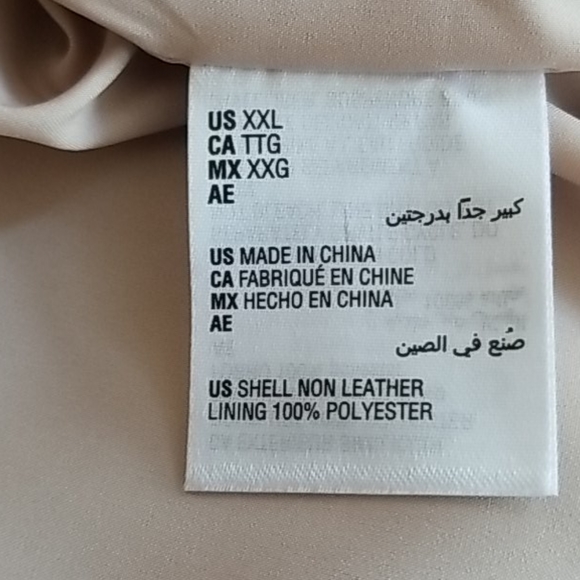 US XXL
CA TTG
MX XXG
AE
كبير جدًا بدرجتين
US MADE IN CHINA
CA FABRIQUÉ EN CHINE
MX HECHO EN CHINA
AE
صُنع في الصين
US SHELL NON LEATHER
LINING 100% POLYESTER